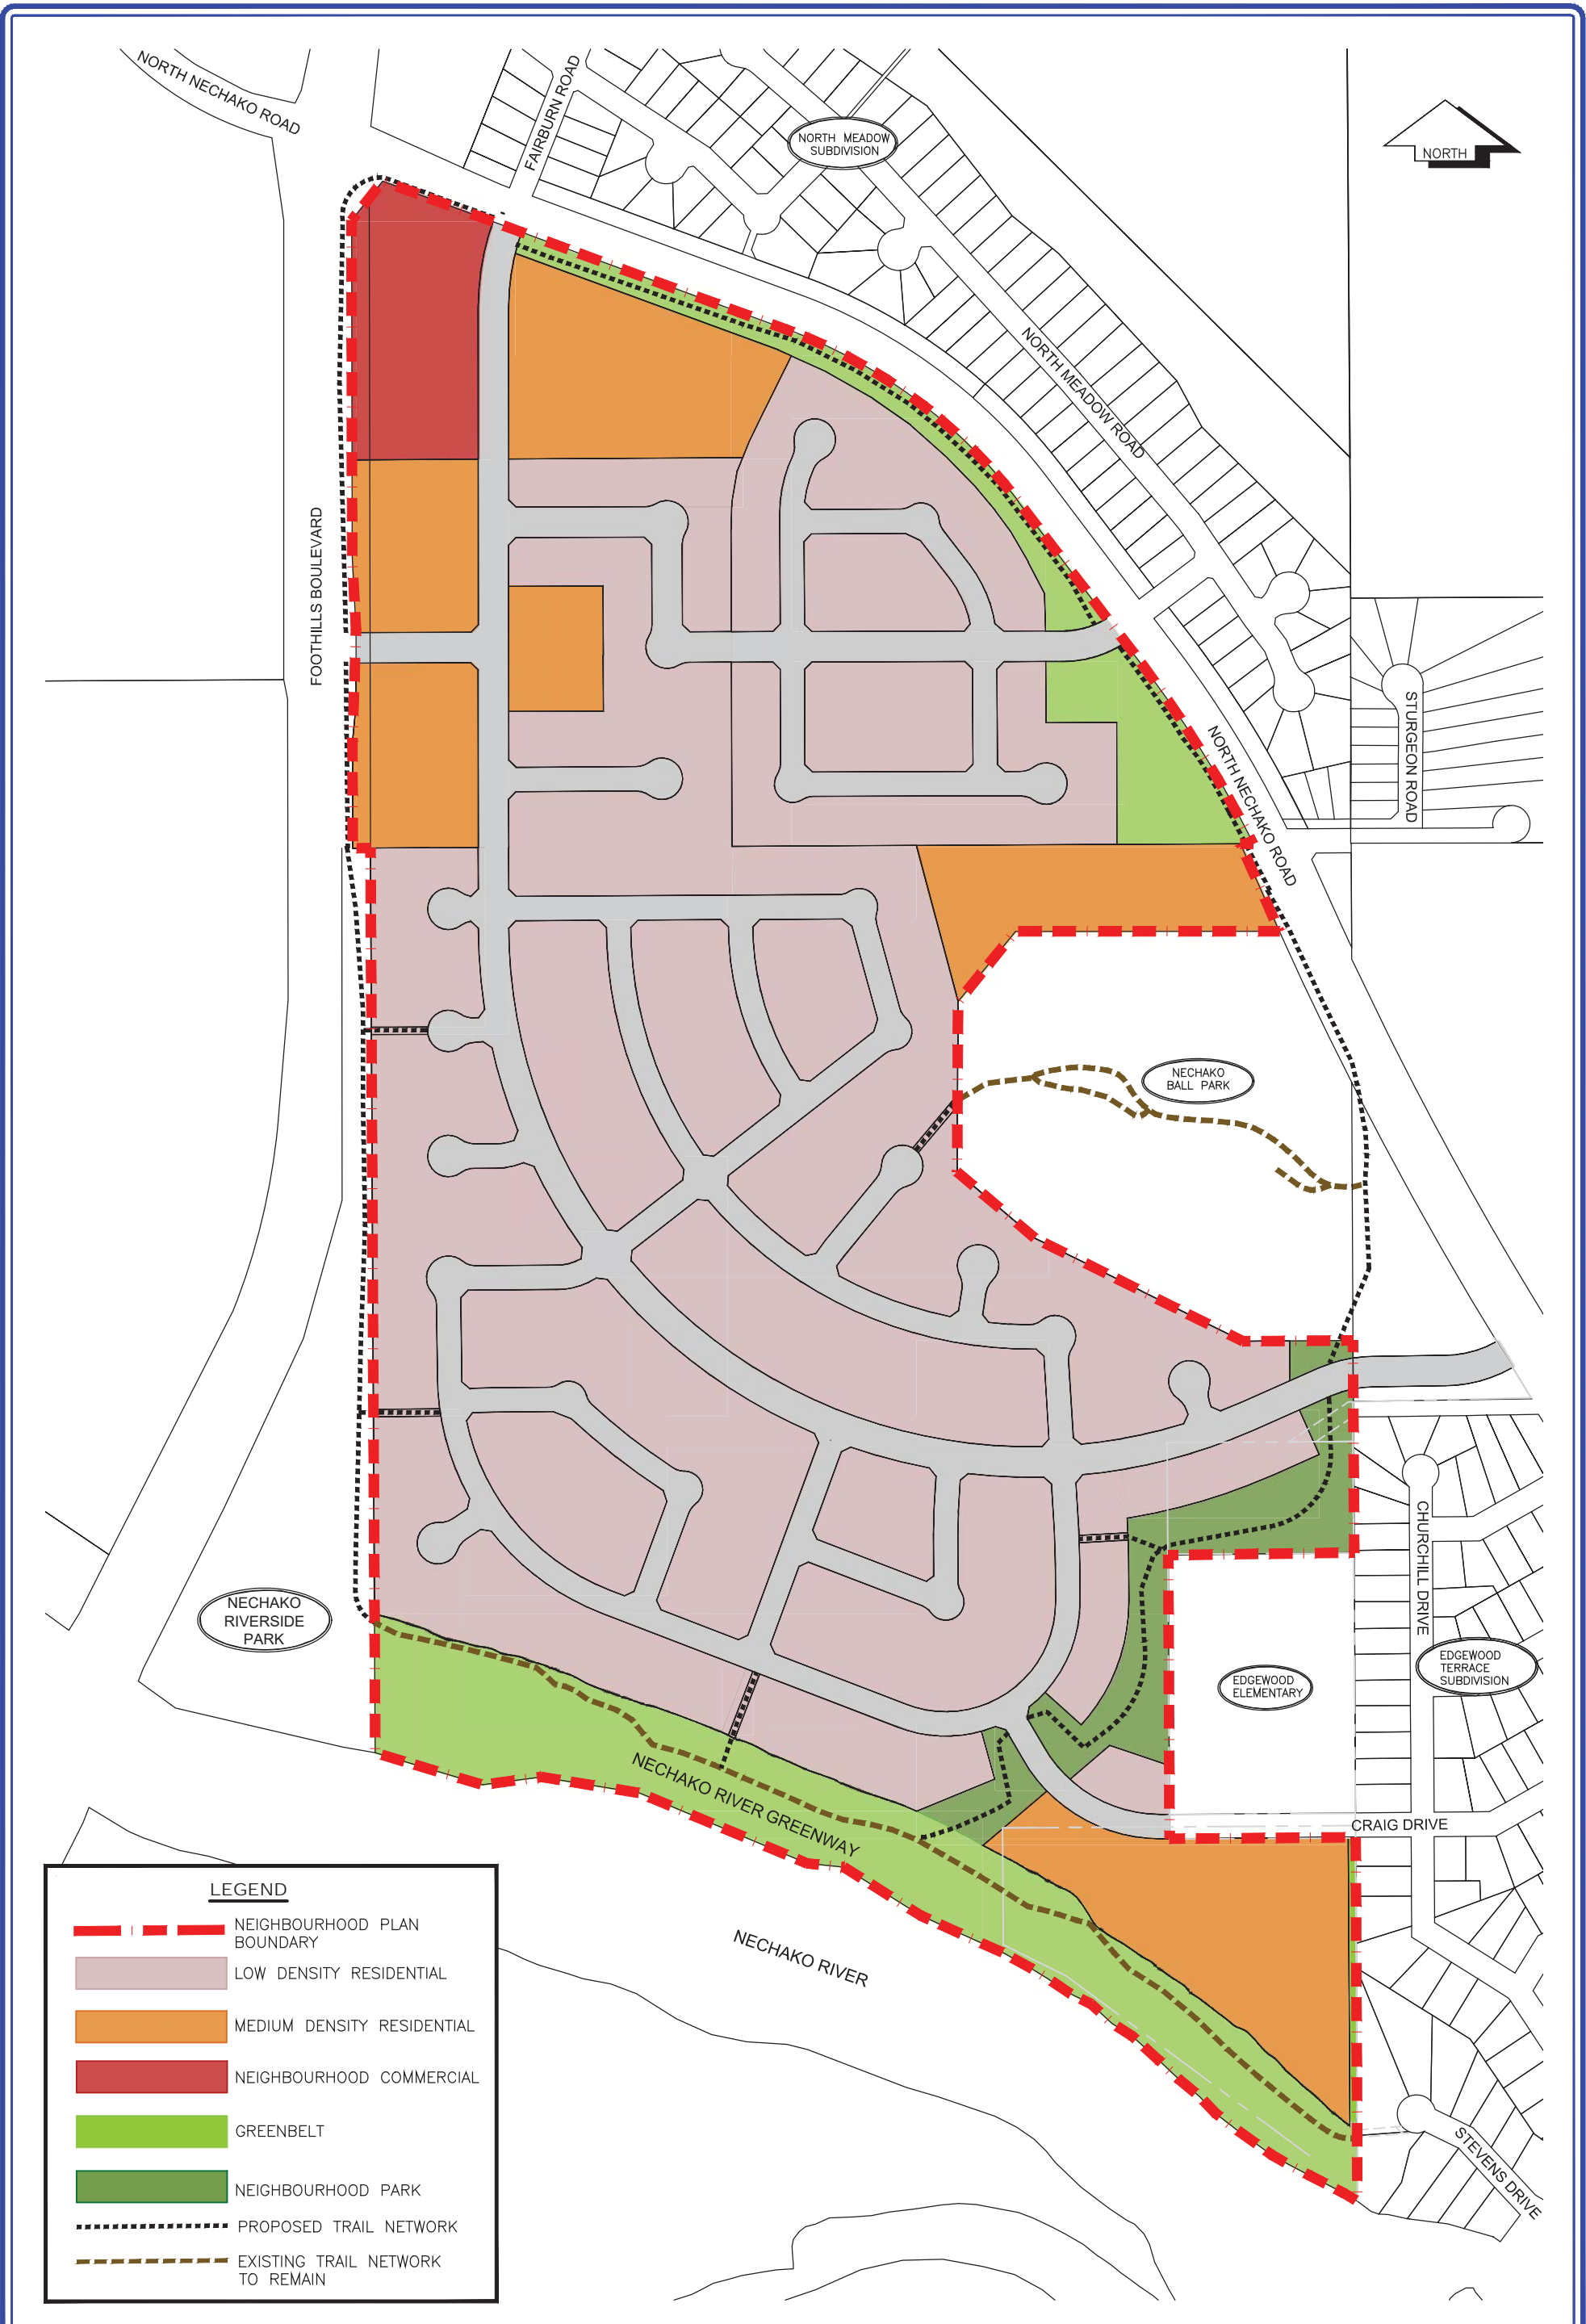 NORTH NECHAKO ROAD
FAIRBURN ROAD
NORTH MEADOW
SUBDIVISION
NORTH
NORTH MEADOW ROAD
FOOTHILLS BOULEVARD
STURGEON ROAD
NORTH NECHAKO ROAD
NECHAKO
BALL PARK
CHURCHILL DRIVE
NECHAKO
RIVERSIDE
PARK
EDGEWOOD
TERRACE
SUBDIVISION
EDGEWOOD
ELEMENTARY
NECHAKO RIVER GREENWAY
CRAIG DRIVE
NECHAKO RIVER
STEVENS DRIVE
LEGEND
NEIGHBOURHOOD PLAN
BOUNDARY
LOW DENSITY RESIDENTIAL
MEDIUM DENSITY RESIDENTIAL
NEIGHBOURHOOD COMMERCIAL
GREENBELT
NEIGHBOURHOOD PARK
PROPOSED TRAIL NETWORK
EXISTING TRAIL NETWORK
TO REMAIN